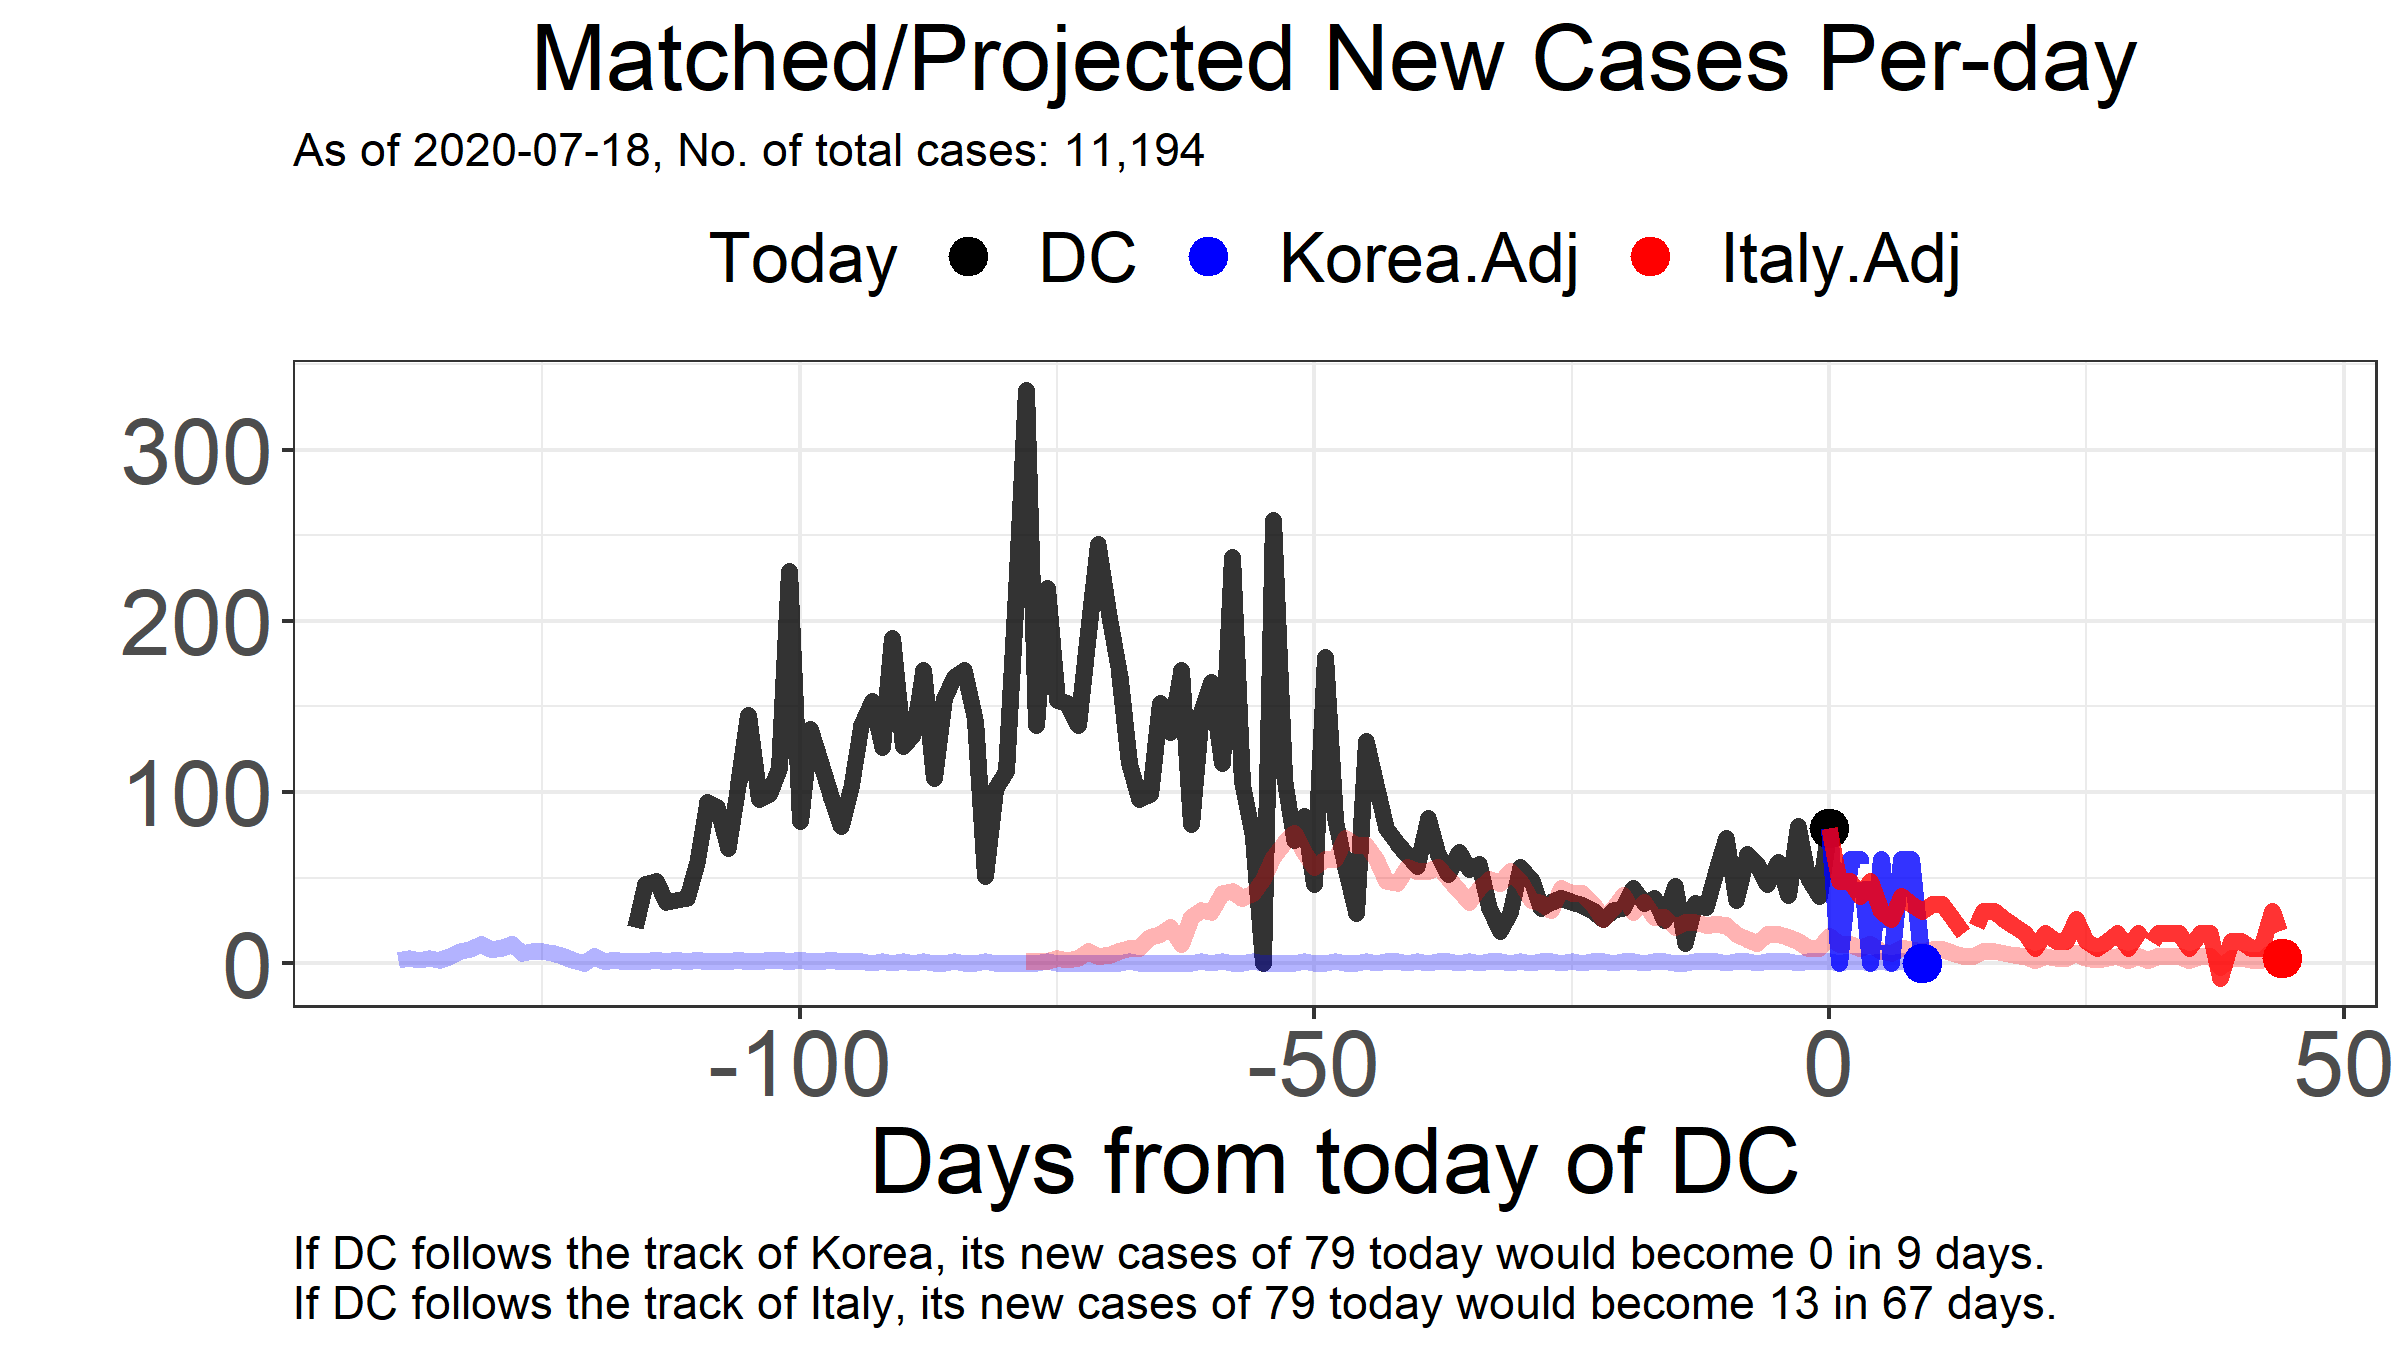 Matched/Projected New Cases Per-day
As of 2020-07-18, No. of total cases: 11,194
Today DC Korea.Adj Italy.Adj
300
200
100
0
-100 -50 0 50
Days from today of DC
If DC follows the track of Korea, its new cases of 79 today would become 0 in 9 days.
If DC follows the track of Italy, its new cases of 79 today would become 13 in 67 days.